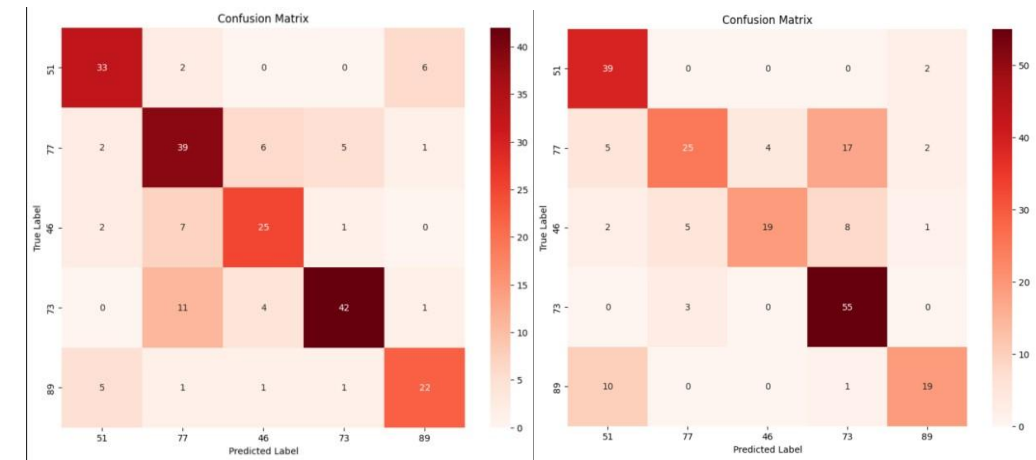 Confusion Matrix
51 33 2 0 0 6
77 2 39 6 5 1
46 2 7 25 1 0
73 0 11 4 42 1
89 5 1 1 1 22
51 77 46 73 89
True Label
Predicted Label
40
35
30
25
20
15
10
5
0
Confusion Matrix
51 39 0 0 0 2
77 5 25 4 17 2
46 2 5 19 8 1
73 0 3 0 55 0
89 10 0 0 1 19
51 77 46 73 89
True Label
Predicted Label
50
40
30
20
10
0